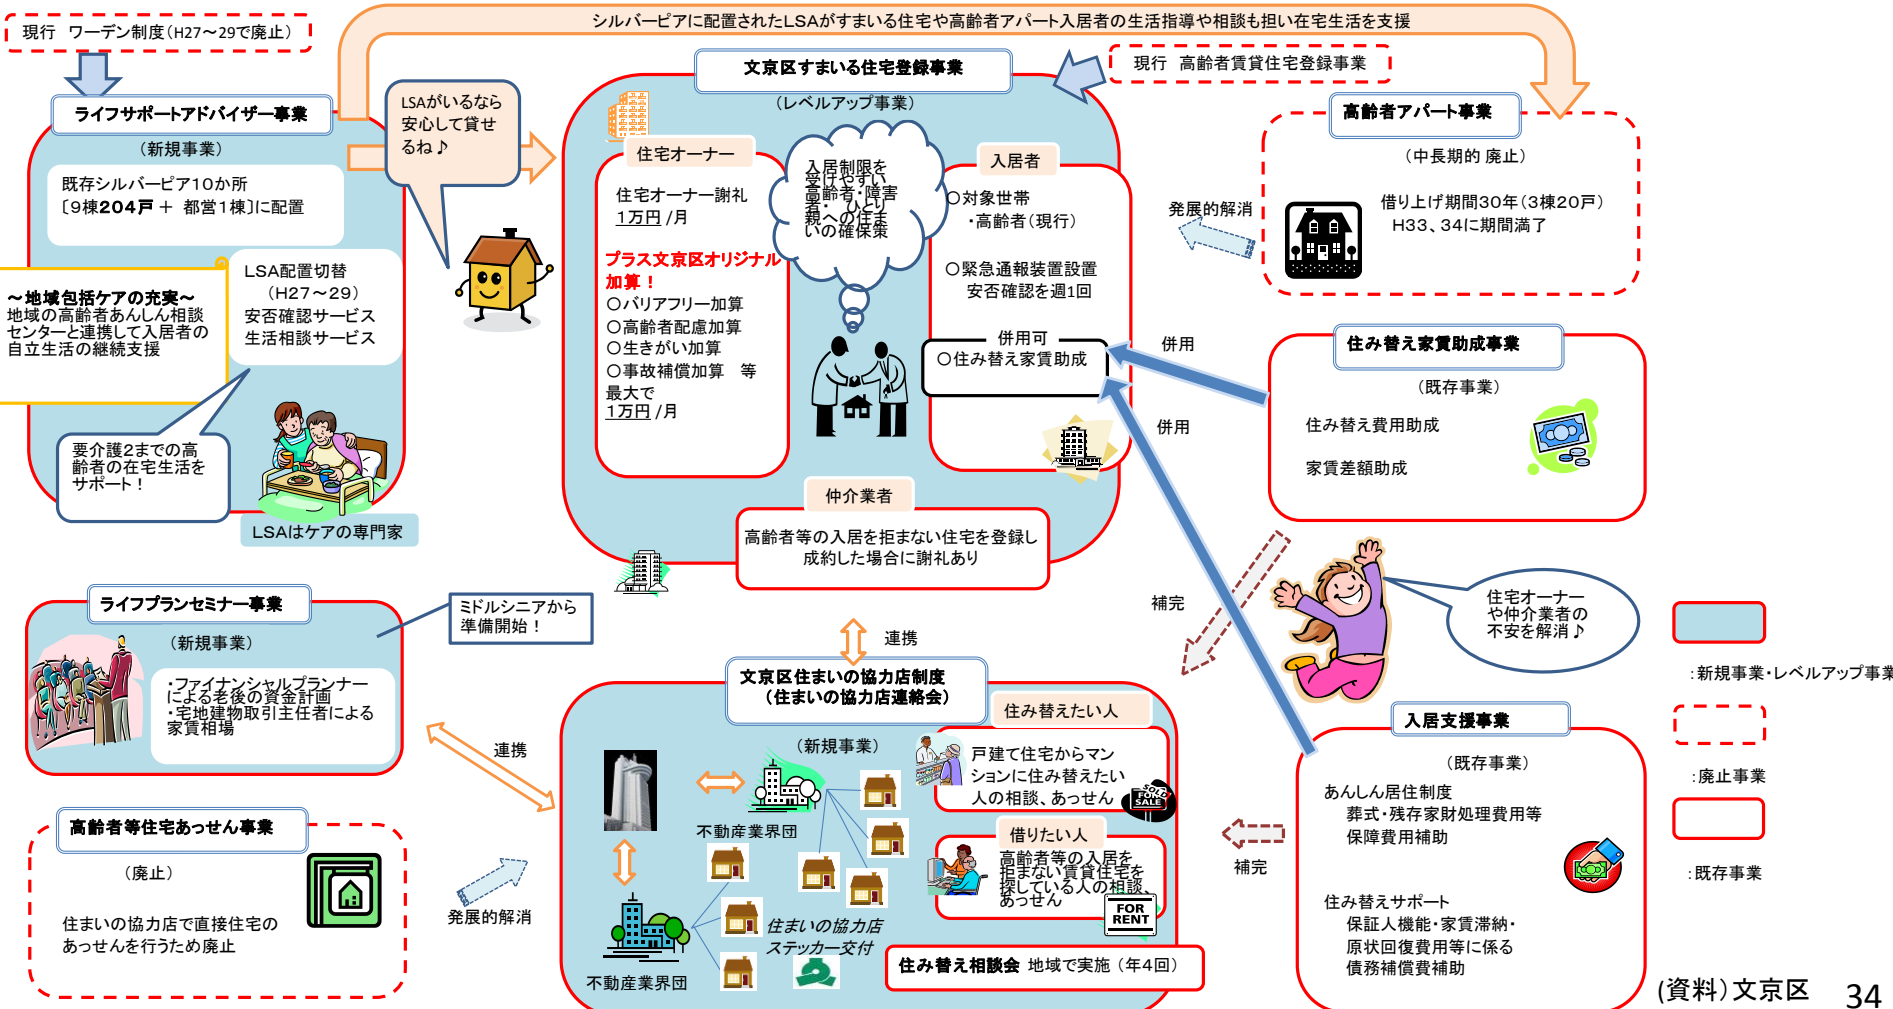 シルバーピアに配置されたLSAがすまいる住宅や高齢者アパート入居者の生活指導や相談も担い在宅生活を支援
現行　ワーデン制度(H27～29で廃止)
ライフサポートアドバイザー事業
(新規事業)
既存シルバーピア10か所
〔9棟204戸 + 都営1棟〕に配置
LSA配置切替
(H27～29)
安否確認サービス
生活相談サービス
～地域包括ケアの充実～
地域の高齢者あんしん相談
センターと連携して入居者の
自立生活の継続支援
要介護2までの高
齢者の在宅生活を
サポート！
LSAはケアの専門家
LSAがいるなら
安心して貸せ
るね♪
文京区すまいる住宅登録事業
(レベルアップ事業)
現行　高齢者賃貸住宅登録事業
住宅オーナー
住宅オーナー謝礼
1万円 /月
プラス文京区オリジナル
加算！
○バリアフリー加算
○高齢者配慮加算
○生きがい加算
○事故補償加算　等
最大で
1万円 /月
入居制限を
受けやすい
高齢者・障害
者・　ひとり
親への住ま
いの確保策
入居者
○対象世帯
・高齢者(現行)
○緊急通報装置設置
安否確認を週1回
併用可
○住み替え家賃助成
仲介業者
高齢者等の入居を拒まない住宅を登録し
成約した場合に謝礼あり
高齢者アパート事業
(中長期的 廃止)
借り上げ期間30年(3棟20戸)
H33、34に期間満了
発展的解消
住み替え家賃助成事業
(既存事業)
住み替え費用助成
家賃差額助成
併用
併用
補完
住宅オーナー
や仲介業者の
不安を解消♪
入居支援事業
(既存事業)
あんしん居住制度
葬式・残存家財処理費用等
保障費用補助
住み替えサポート
保証人機能・家賃滞納・
原状回復費用等に係る
債務補償費補助
補完
ライフプランセミナー事業
(新規事業)
・ファイナンシャルプランナー
による老後の資金計画
・宅地建物取引主任者による
家賃相場
ミドルシニアから
準備開始！
連携
連携
高齢者等住宅あっせん事業
(廃止)
住まいの協力店で直接住宅の
あっせんを行うため廃止
発展的解消
文京区住まいの協力店制度
(住まいの協力店連絡会)
(新規事業)
不動産業界団
不動産業界団
住まいの協力店
ステッカー交付
住み替えたい人
戸建て住宅からマン
ションに住み替えたい
人の相談、あっせん
SOLD
FOR
SALE
借りたい人
高齢者等の入居を
拒まない賃貸住宅を
探している人の相談、
あっせん
FOR
RENT
住み替え相談会 地域で実施 (年4回)
:新規事業・レベルアップ事業
:廃止事業
:既存事業
(資料)文京区
34